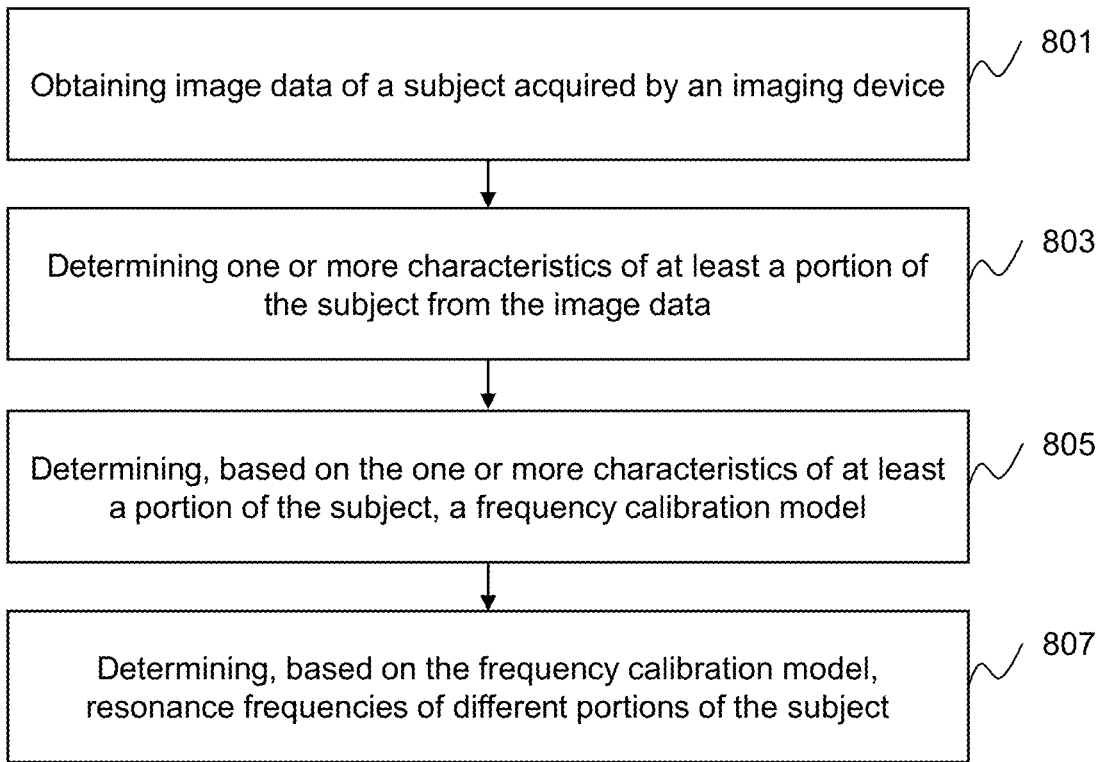 Obtaining image data of a subject acquired by an imaging device
801
Determining one or more characteristics of at least a portion of
the subject from the image data
803
Determining, based on the one or more characteristics of at least
a portion of the subject, a frequency calibration model
805
Determining, based on the frequency calibration model,
resonance frequencies of different portions of the subject
807